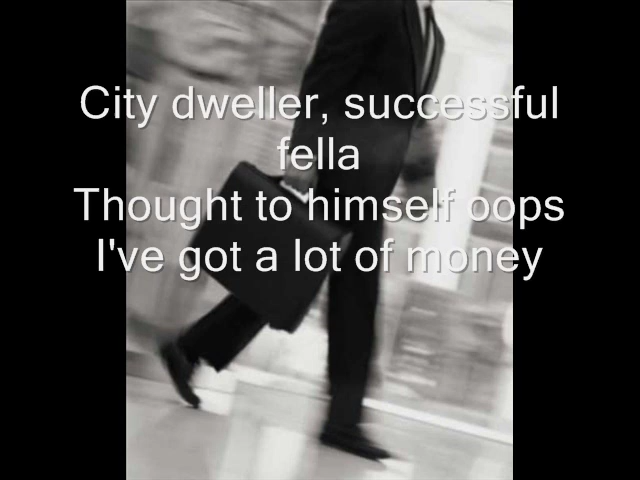 City dweller, successful
fella
Thought to himself oops
I've got a lot of money